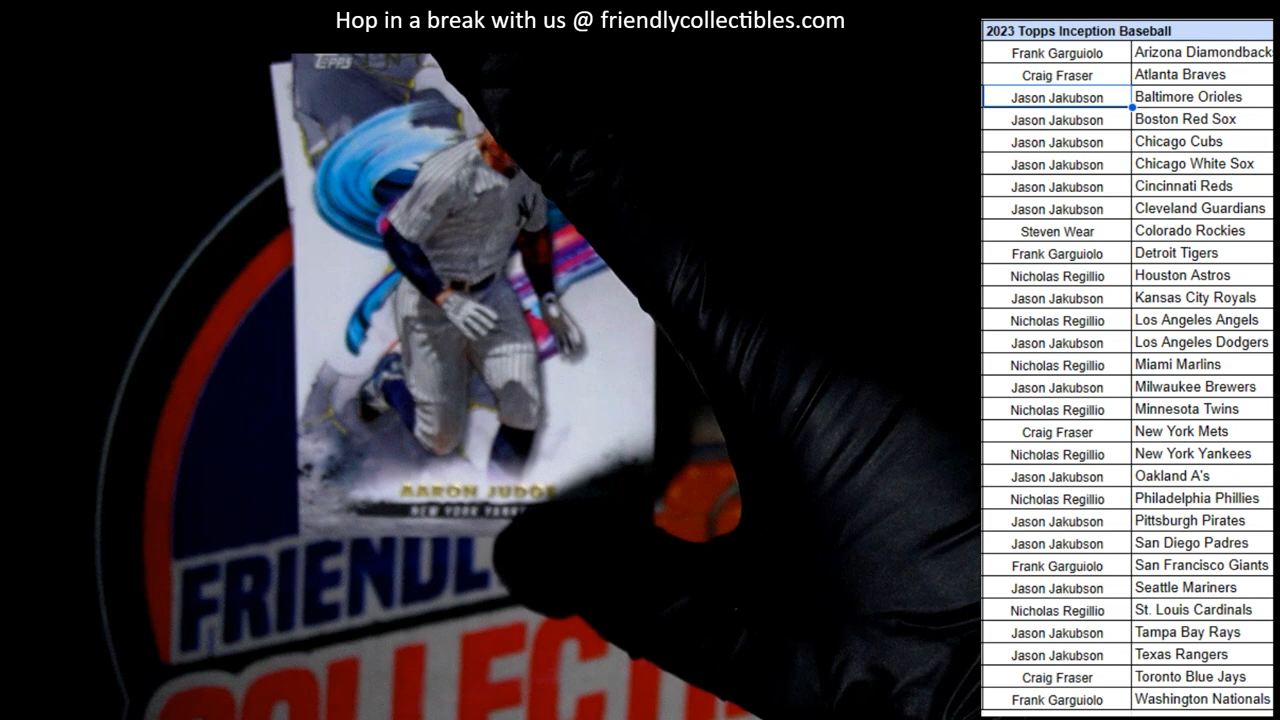 Hop in a break with us @ friendlycollectibles.com
2023 Topps Inception Baseball
Frank Garguiolo Arizona Diamondback
Craig Fraser Atlanta Braves
Jason Jakubson Baltimore Orioles
Jason Jakubson Boston Red Sox
Jason Jakubson Chicago Cubs
Jason Jakubson Chicago White Sox
Jason Jakubson Cincinnati Reds
Jason Jakubson Cleveland Guardians
Steven Wear Colorado Rockies
Frank Garguiolo Detroit Tigers
Nicholas Regillio Houston Astros
Jason Jakubson Kansas City Royals
Nicholas Regillio Los Angeles Angels
Jason Jakubson Los Angeles Dodgers
Nicholas Regillio Miami Marlins
Jason Jakubson Milwaukee Brewers
Nicholas Regillio Minnesota Twins
Craig Fraser New York Mets
Nicholas Regillio New York Yankees
Jason Jakubson Oakland A's
Nicholas Regillio Philadelphia Phillies
Jason Jakubson Pittsburgh Pirates
Jason Jakubson San Diego Padres
Frank Garguiolo San Francisco Giants
Jason Jakubson Seattle Mariners
Nicholas Regillio St. Louis Cardinals
Jason Jakubson Tampa Bay Rays
Jason Jakubson Texas Rangers
Craig Fraser Toronto Blue Jays
Frank Garguiolo Washington Nationals
TOPPS
AARON JUDGE
NEW YORK YANK
FRIENDL
COLLECTI